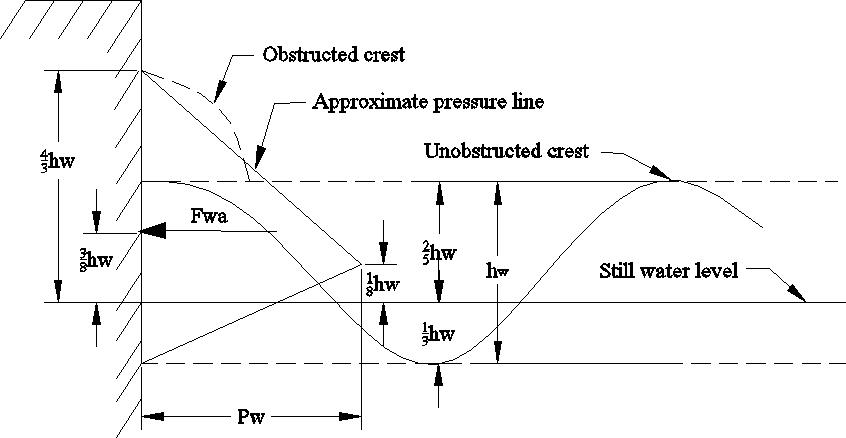 Obstructed crest
Approximate pressure line
Unobstructed crest
4/3hw
Fwa
3/8hw
2/3hw
hw
1/8hw
Still water level
1/3hw
Pw